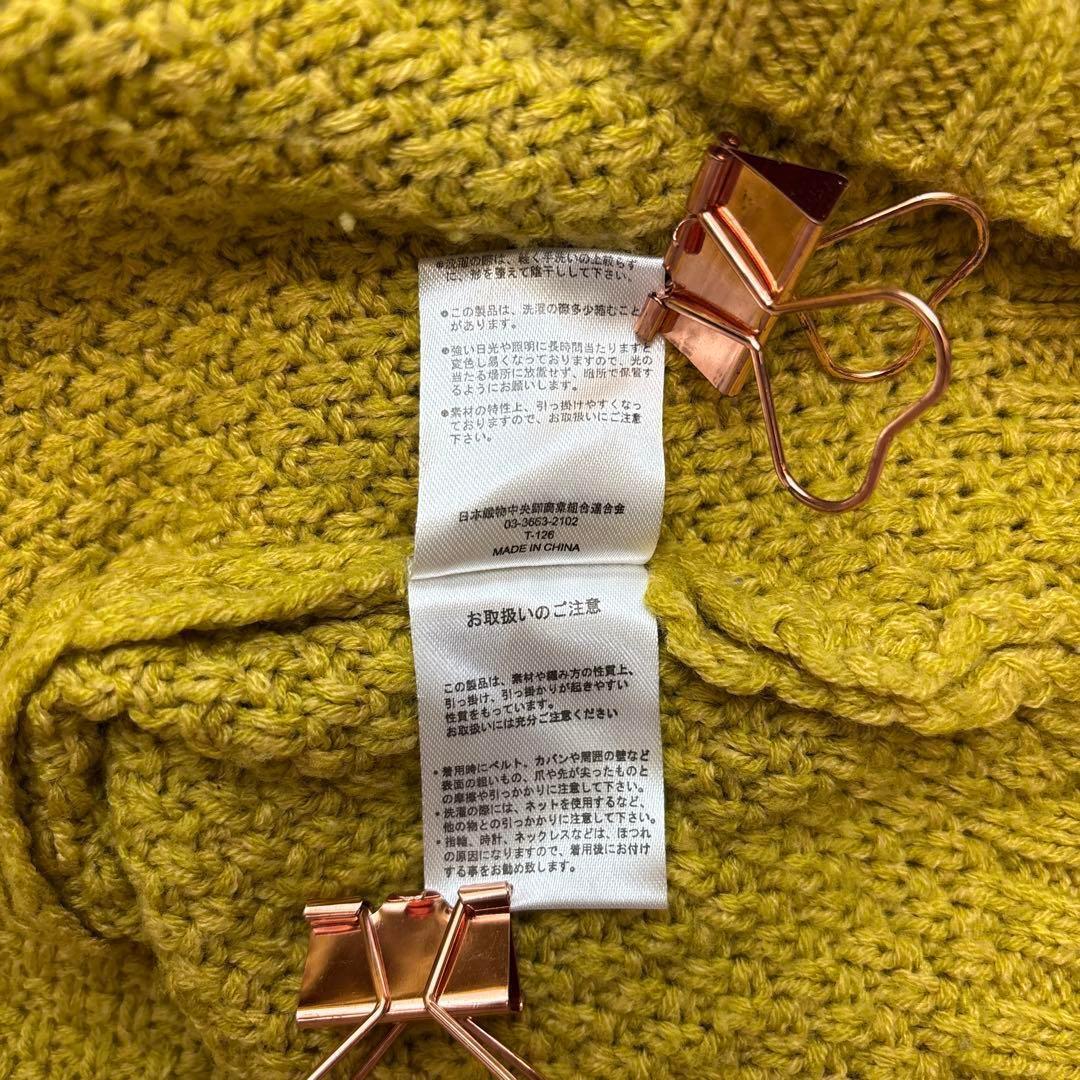 ●洗濯の際は、軽く手洗いの上絞らず
に、形を整えて陰干しして下さい。
●この製品は、洗濯の際多少縮むこと
があります。
●強い日光や照明に長時間当たりますと
変色し易くなっておりますので、光の
当たる場所に放置せず、暗所で保管す
るようにお願いします。
●素材の特性上、引っ掛けやすくなっ
ておりますので、お取扱いにご注意
下さい。
日本織物中央卸商業組合連合会
03-3663-2102
T-126
MADE IN CHINA
お取扱いのご注意
この製品は、素材や編み方の性質上、
引っ掛け、引っ掛かりが起きやすい
性質をもっています。
お取扱いには充分ご注意ください
・着用時にベルト、カバンや周囲の壁など
表面の粗いもの、爪や先が尖ったものと
の摩擦や引っかかりに注意して下さい。
・洗濯の際には、ネットを使用するなど、
他の物との引っかかりに注意して下さい。
・指輪、時計、ネックレスなどは、ほつれ
の原因になりますので、着用後にお付け
する事をお勧め致します。